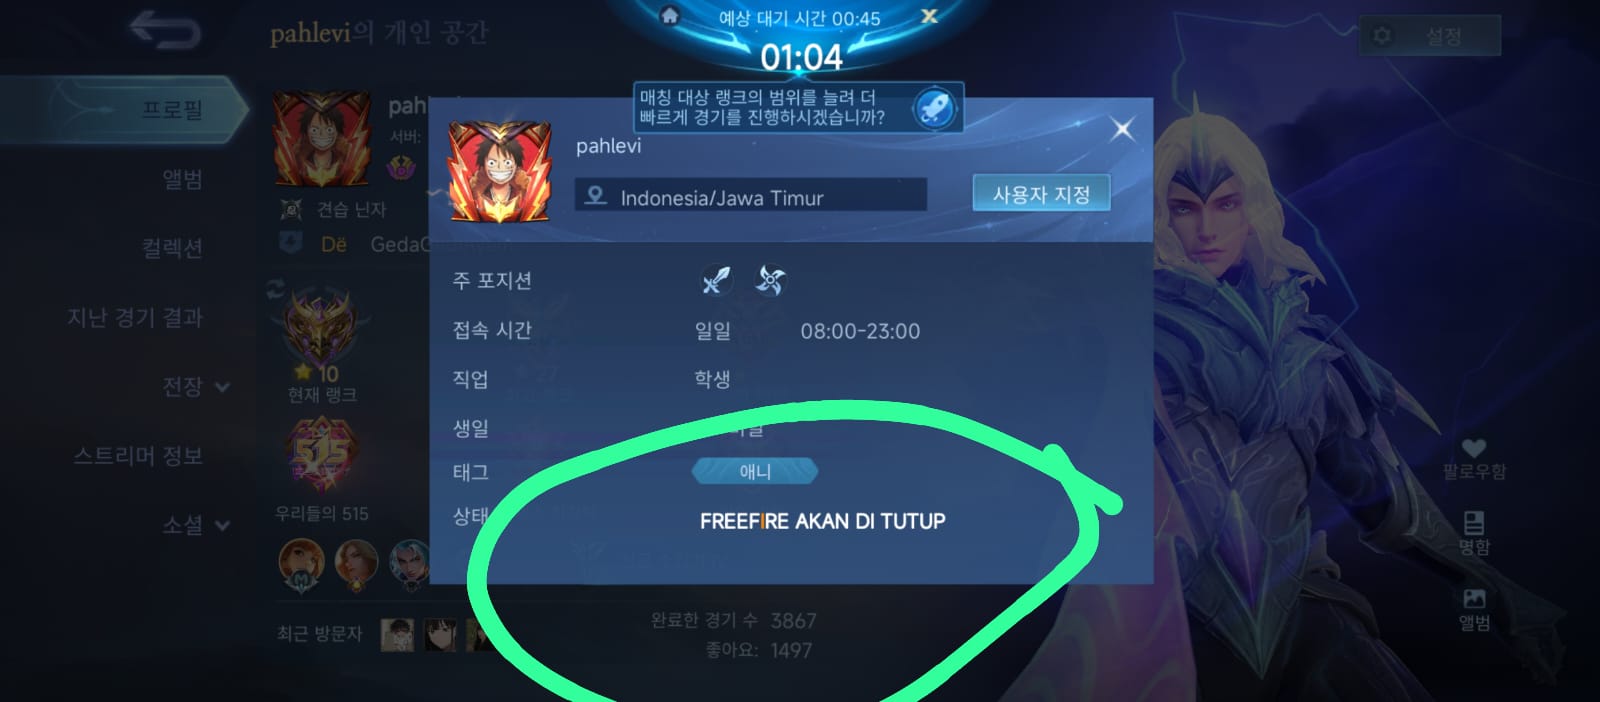 pahlevi의 개인 공간
예상 대기 시간 00:45
X
01:04
매칭 대상 랭크의 범위를 늘려 더
빠르게 경기를 진행하시겠습니까?
설정
프로필
앨범
컬렉션
지난 경기 결과
전장
스트리머 정보
소셜
서버:
견습 닌자
Dë
10
현재 랭크
515
우리들의 515
M
최근 방문자
pahlevi
Indonesia/Jawa Timur
사용자 지정
주 포지션
접속 시간 일일 08:00-23:00
직업 학생
생일
태그 애니
상태 FREEFIRE AKAN DI TUTUP
완료한 경기 수 3867
좋아요: 1497
팔로우함
명함
앨범